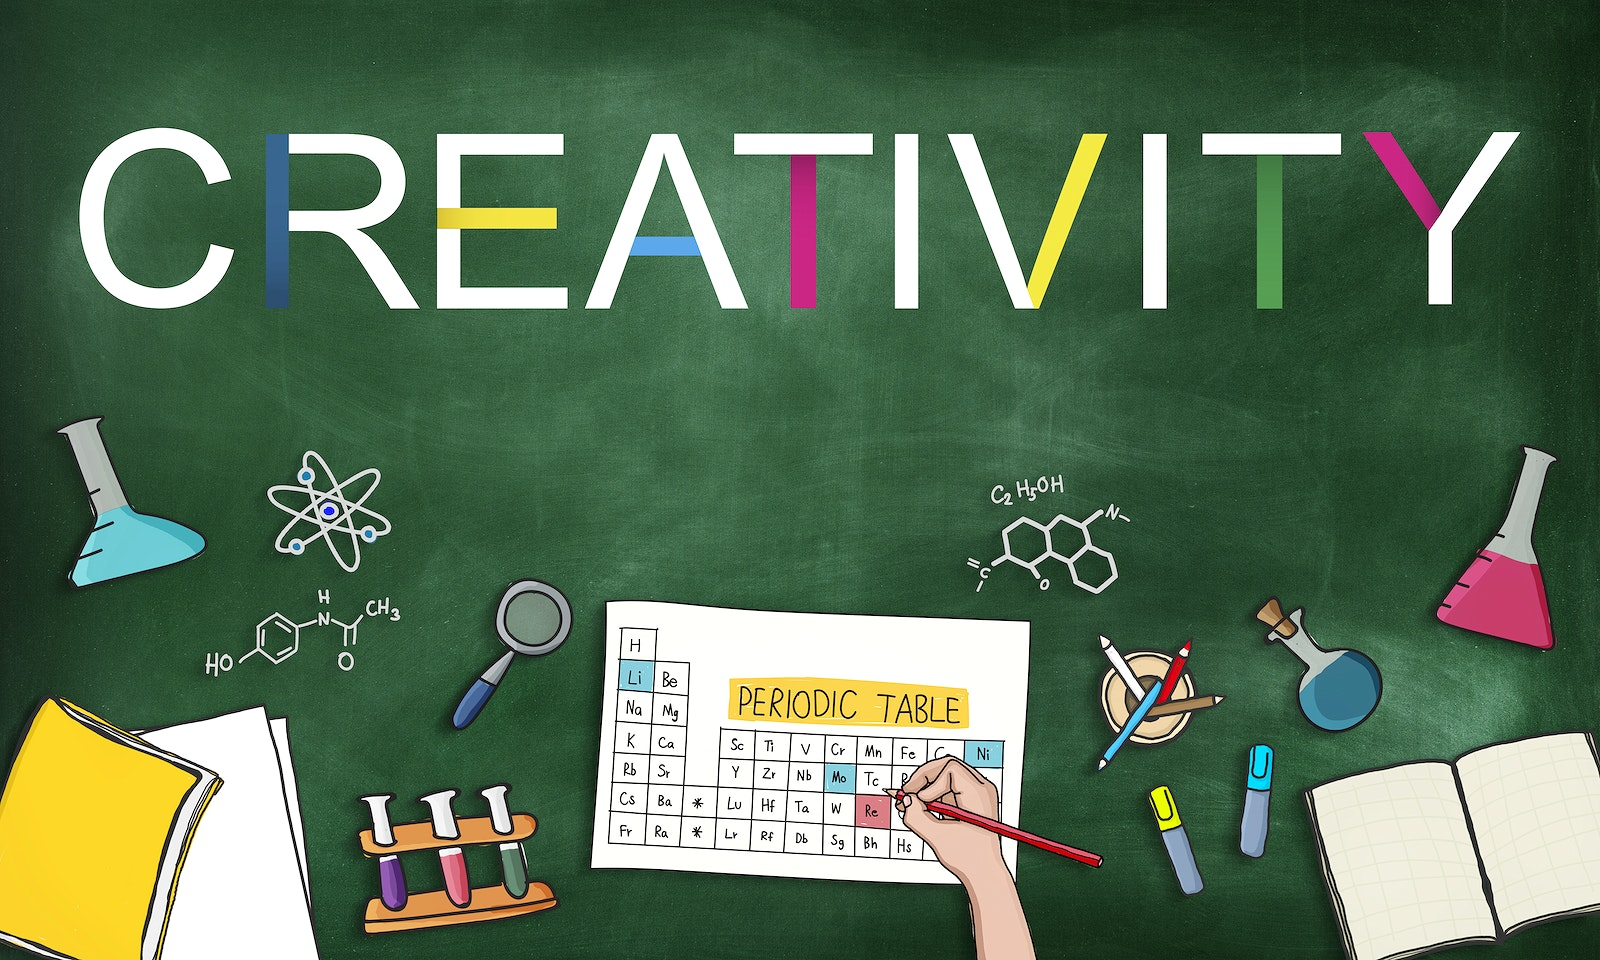 CREATIVITY
C2H5OH
N
C
O
H
N
CH3
HO
O
PERIODIC TABLE
H
Li Be
Na Mg
K Ca Sc Ti V Cr Mn Fe Ni
Rb Sr Y Zr Nb Mo Tc
Cs Ba * Lu Hf Ta W Re
Fr Ra * Lr Rf Db Sg Bh Hs